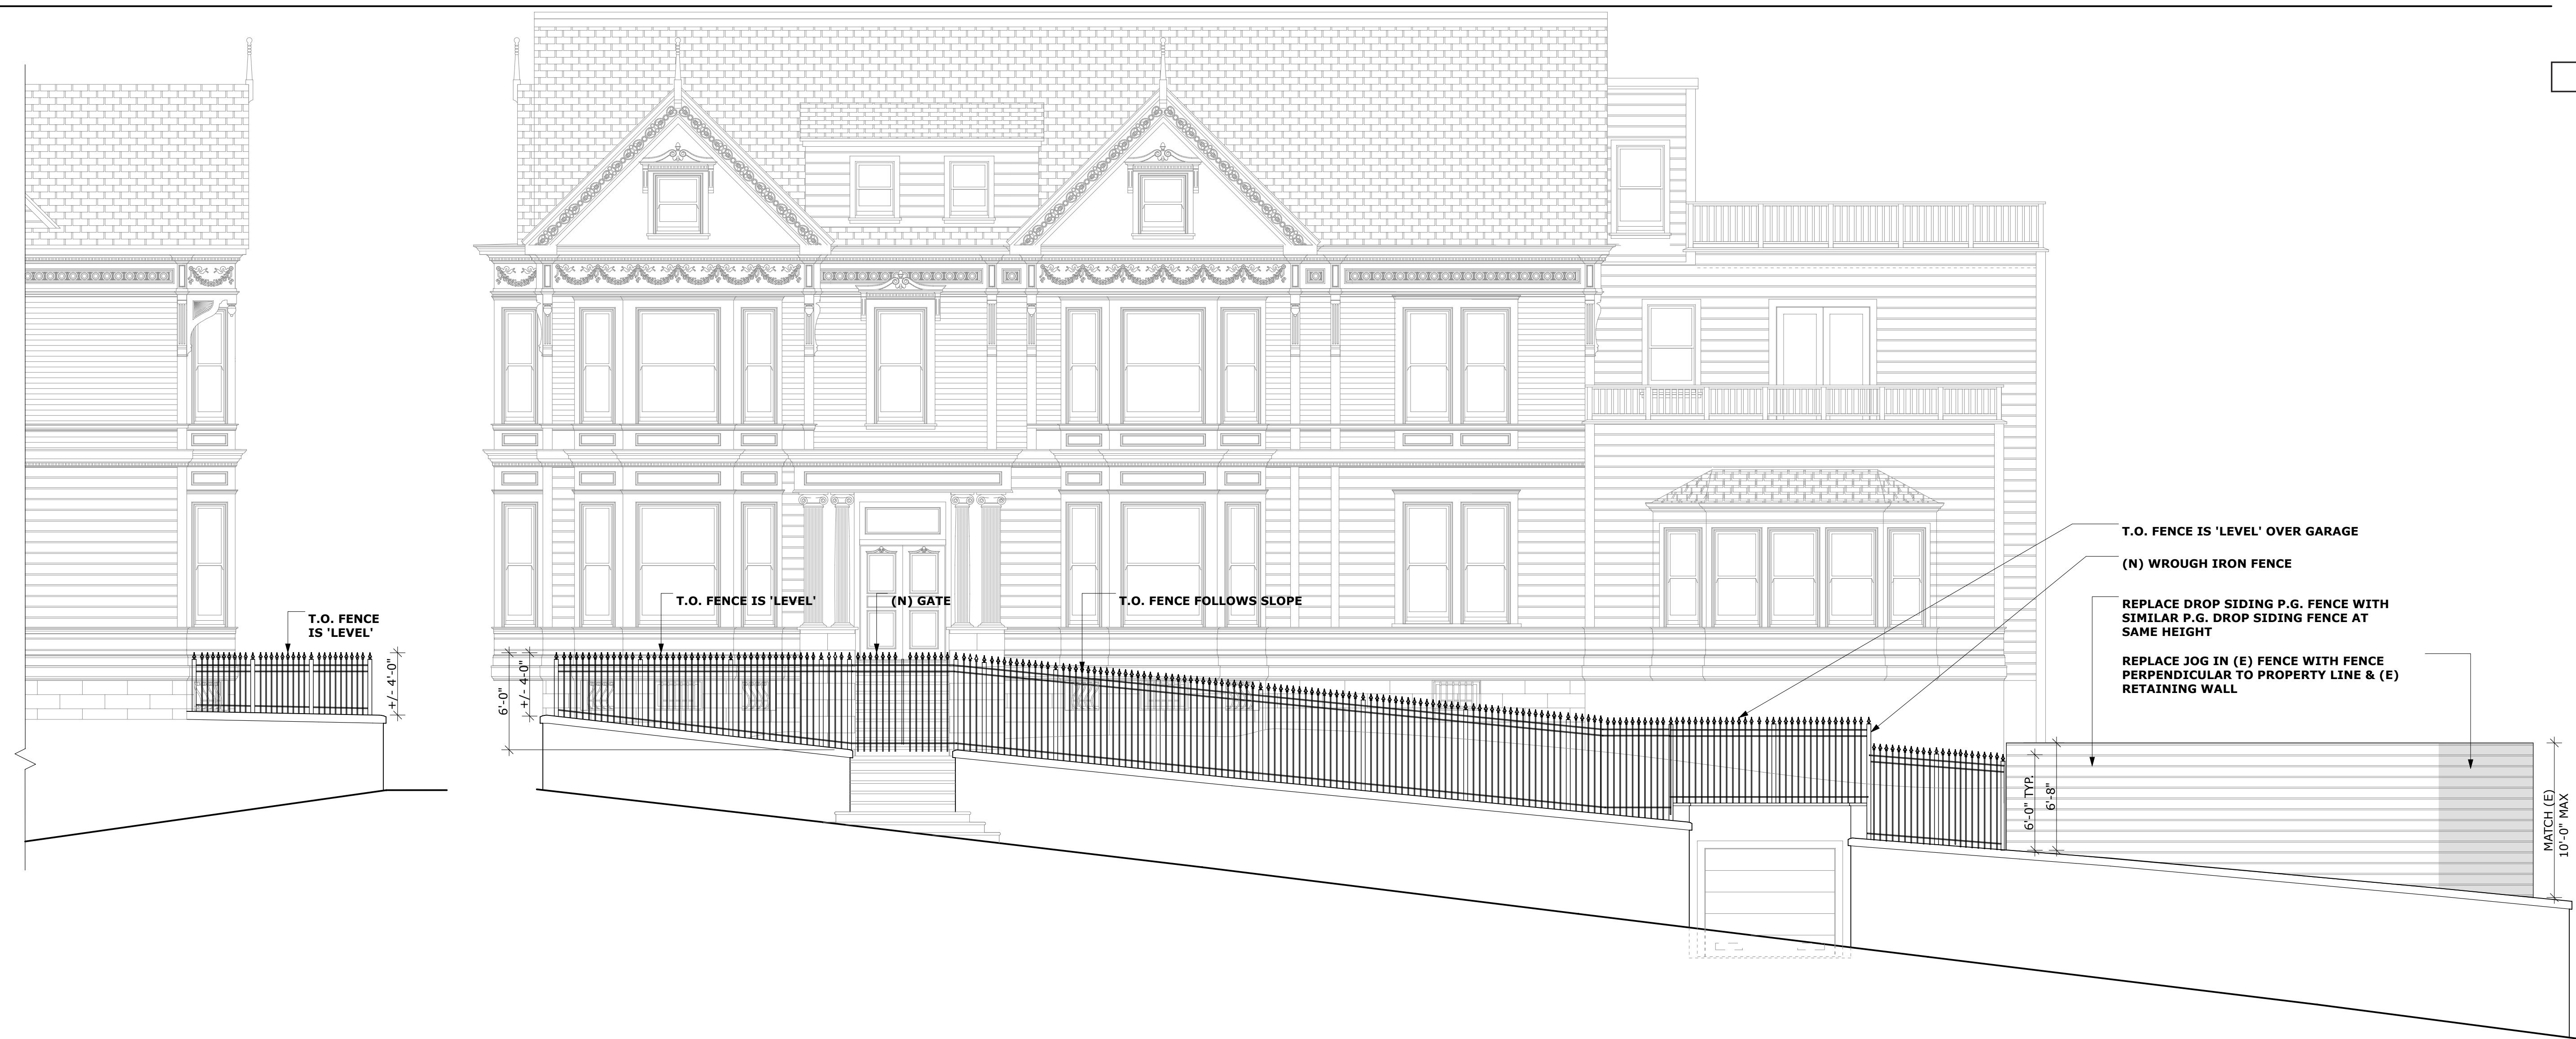 T.O. FENCE
IS 'LEVEL'
+/- 4'-0"
6'-0"
+/- 4-0"
T.O. FENCE IS 'LEVEL'
(N) GATE
T.O. FENCE FOLLOWS SLOPE
T.O. FENCE IS 'LEVEL' OVER GARAGE
(N) WROUGH IRON FENCE
REPLACE DROP SIDING P.G. FENCE WITH
SIMILAR P.G. DROP SIDING FENCE AT
SAME HEIGHT
REPLACE JOG IN (E) FENCE WITH FENCE
PERPENDICULAR TO PROPERTY LINE & (E)
RETAINING WALL
6'-0" TYP.
6'-8"
MATCH (E)
10'-0" MAX